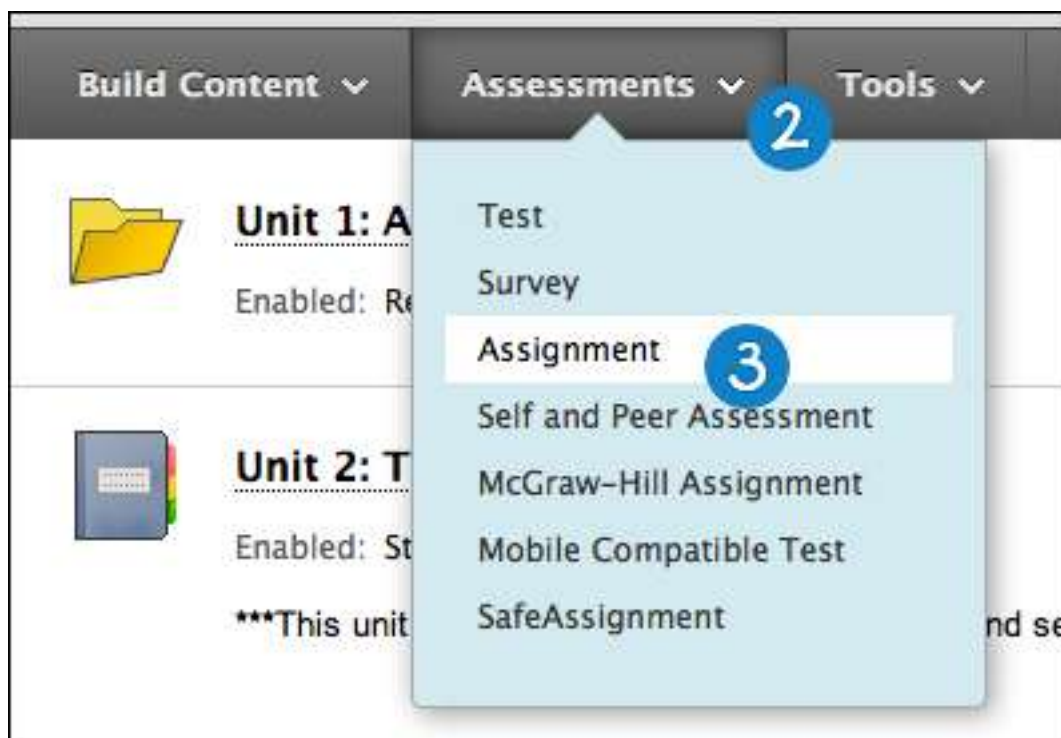 Build Content Assessments Tools
2
Unit 1: A
Enabled: Re
Test
Survey
Assignment
3
Self and Peer Assessment
McGraw-Hill Assignment
Mobile Compatible Test
SafeAssignment
Unit 2: T
Enabled: St
***This unit
nd se